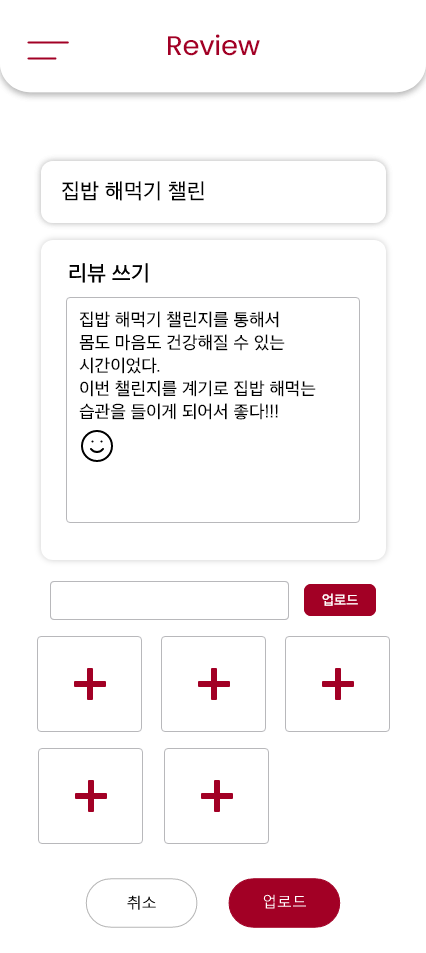 Review
집밥 해먹기 챌린
리뷰 쓰기
집밥 해먹기 챌린지를 통해서
몸도 마음도 건강해질 수 있는
시간이었다.
이번 챌린지를 계기로 집밥 해먹는
습관을 들이게 되어서 좋다!!!
업로드
취소
업로드